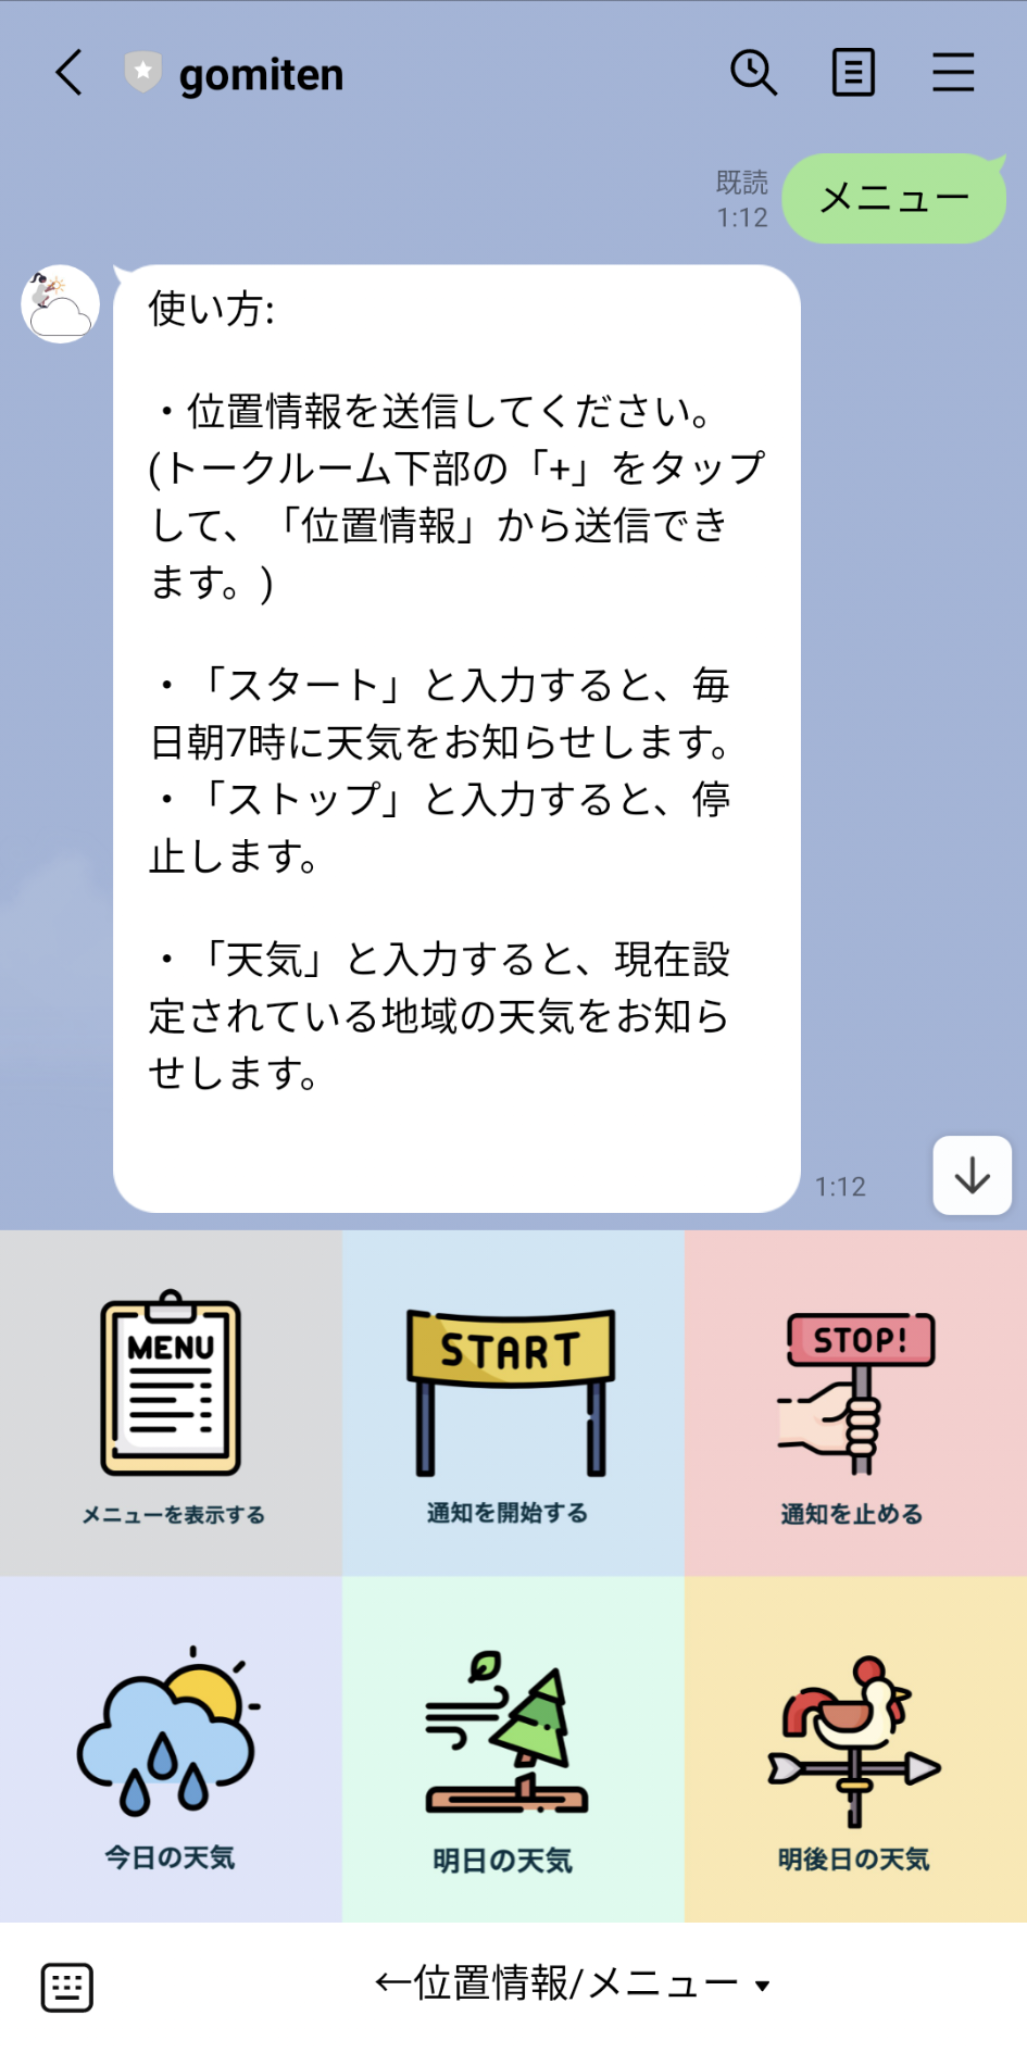 gomiten
メニュー
既読
1:12
使い方:
・位置情報を送信してください。
(トークルーム下部の「+」をタップ
して、「位置情報」から送信でき
ます。)
・「スタート」と入力すると、毎
日朝7時に天気をお知らせします。
・「ストップ」と入力すると、停
止します。
・「天気」と入力すると、現在設
定されている地域の天気をお知ら
せします。
1:12
MENU
メニューを表示する
START
通知を開始する
STOP!
通知を止める
今日の天気
明日の天気
明後日の天気
←位置情報/メニュー ▾